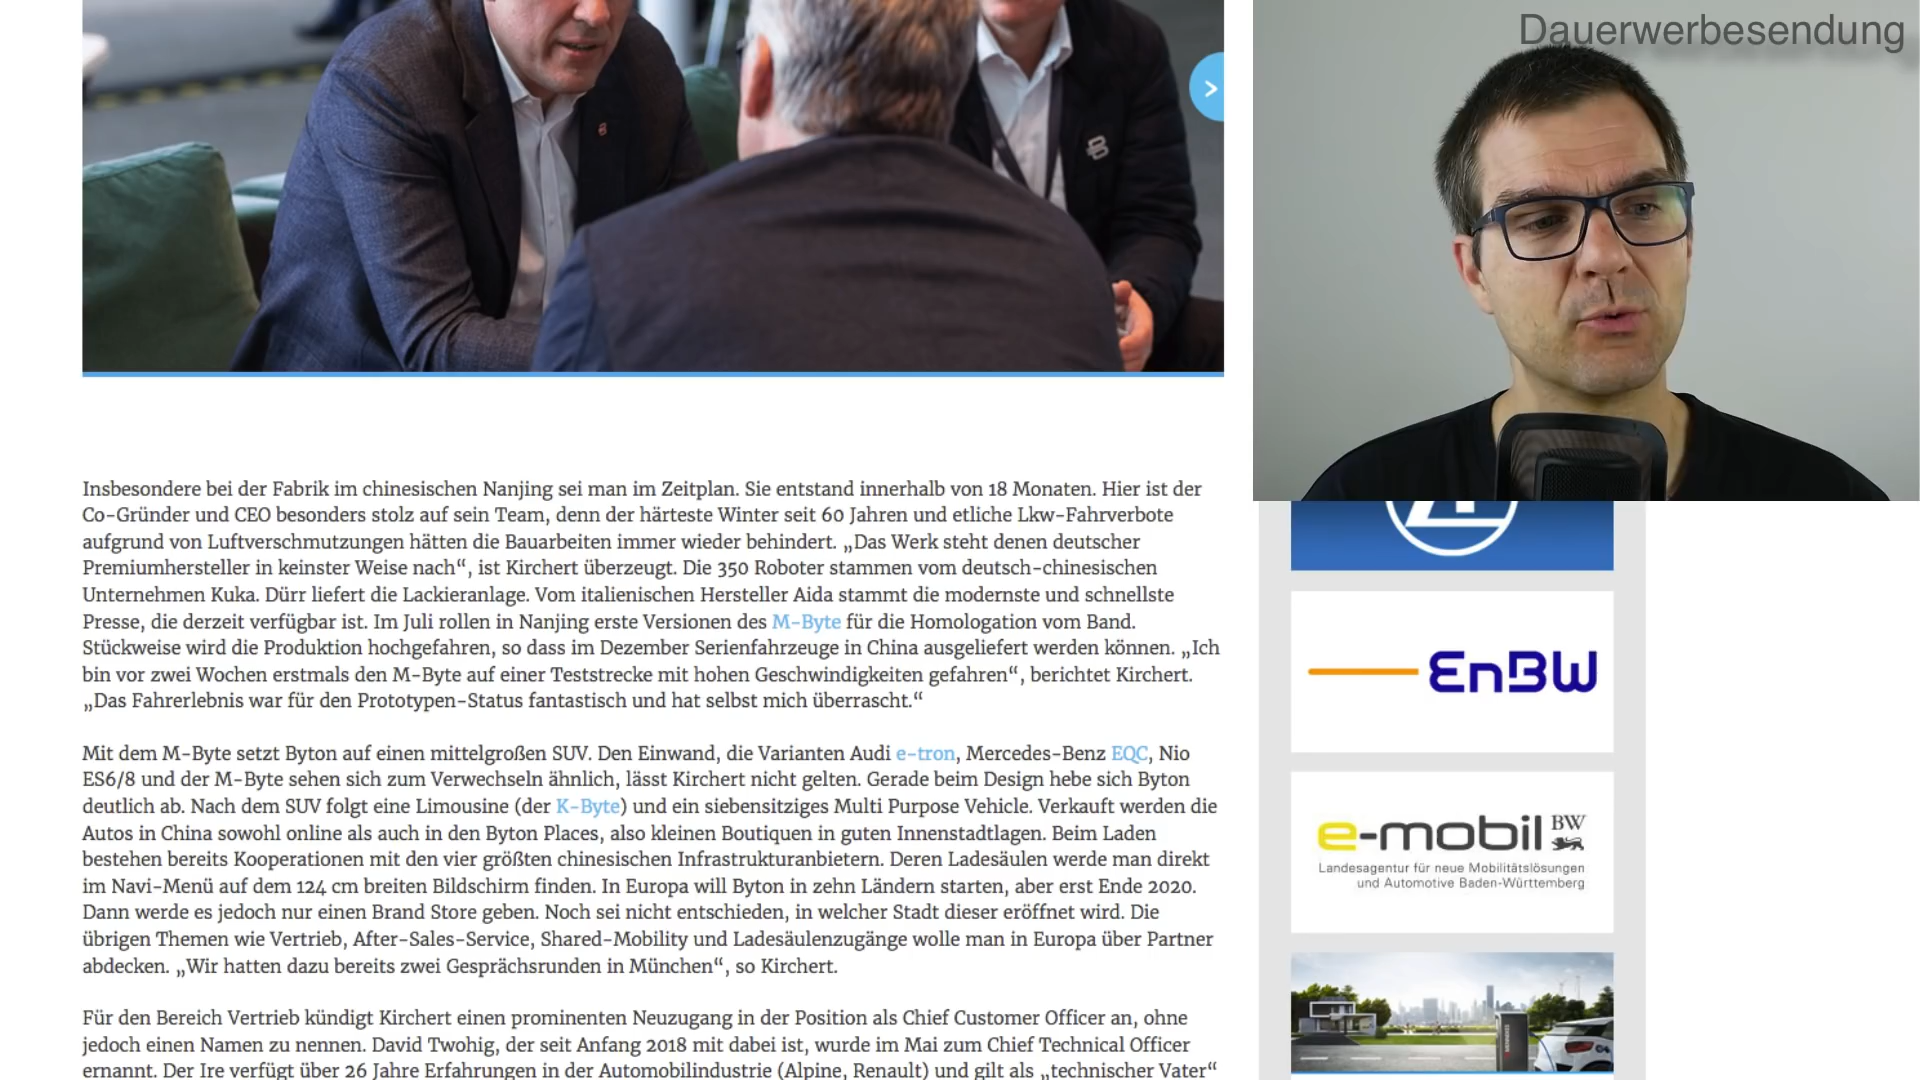 Dauerwerbesendung
Insbesondere bei der Fabrik im chinesischen Nanjing sei man im Zeitplan. Sie entstand innerhalb von 18 Monaten. Hier ist der
Co-Gründer und CEO besonders stolz auf sein Team, denn der härteste Winter seit 60 Jahren und etliche Lkw-Fahrverbote
aufgrund von Luftverschmutzungen hätten die Bauarbeiten immer wieder behindert. „Das Werk steht denen deutscher
Premiumhersteller in keinster Weise nach“, ist Kirchert überzeugt. Die 350 Roboter stammen vom deutsch-chinesischen
Unternehmen Kuka. Dürr liefert die Lackieranlage. Vom italienischen Hersteller Aida stammt die modernste und schnellste
Presse, die derzeit verfügbar ist. Im Juli rollen in Nanjing erste Versionen des M-Byte für die Homologation vom Band.
Stückweise wird die Produktion hochgefahren, so dass im Dezember Serienfahrzeuge in China ausgeliefert werden können. „Ich
bin vor zwei Wochen erstmals den M-Byte auf einer Teststrecke mit hohen Geschwindigkeiten gefahren“, berichtet Kirchert.
„Das Fahrerlebnis war für den Prototypen-Status fantastisch und hat selbst mich überrascht.“
Mit dem M-Byte setzt Byton auf einen mittelgroßen SUV. Den Einwand, die Varianten Audi e-tron, Mercedes-Benz EQC, Nio
ES6/8 und der M-Byte sehen sich zum Verwechseln ähnlich, lässt Kirchert nicht gelten. Gerade beim Design hebe sich Byton
deutlich ab. Nach dem SUV folgt eine Limousine (der K-Byte) und ein siebensitziges Multi Purpose Vehicle. Verkauft werden die
Autos in China sowohl online als auch in den Byton Places, also kleinen Boutiquen in guten Innenstadtlagen. Beim Laden
bestehen bereits Kooperationen mit den vier größten chinesischen Infrastrukturanbietern. Deren Ladesäulen werde man direkt
im Navi-Menü auf dem 124 cm breiten Bildschirm finden. In Europa will Byton in zehn Ländern starten, aber erst Ende 2020.
Dann werde es jedoch nur einen Brand Store geben. Noch sei nicht entschieden, in welcher Stadt dieser eröffnet wird. Die
übrigen Themen wie Vertrieb, After-Sales-Service, Shared-Mobility und Ladesäulenzugänge wolle man in Europa über Partner
abdecken. „Wir hatten dazu bereits zwei Gesprächsrunden in München“, so Kirchert.
Für den Bereich Vertrieb kündigt Kirchert einen prominenten Neuzugang in der Position als Chief Customer Officer an, ohne
jedoch einen Namen zu nennen. David Twohig, der seit Anfang 2018 mit dabei ist, wurde im Mai zum Chief Technical Officer
ernannt. Der Ire verfügt über 26 Jahre Erfahrungen in der Automobilindustrie (Alpine, Renault) und gilt als „technischer Vater“
EnBW
e-mobil BW
Landesagentur für neue Mobilitätslösungen
und Automotive Baden-Württemberg